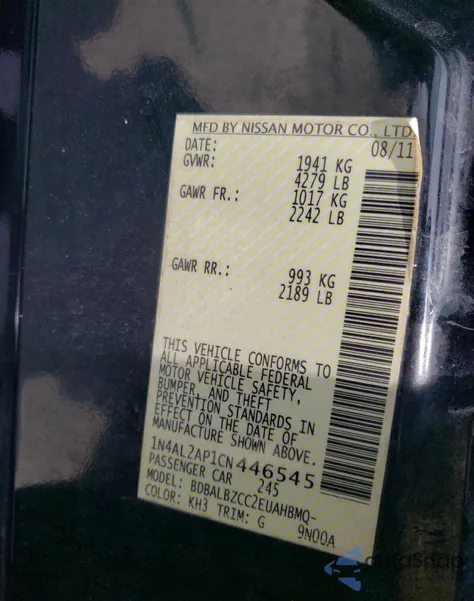 MFD BY NISSAN MOTOR CO., LTD.
DATE: 08/11
GVWR: 1941 KG
4279 LB
GAWR FR.: 1017 KG
2242 LB
GAWR RR.: 993 KG
2189 LB
THIS VEHICLE CONFORMS TO
ALL APPLICABLE FEDERAL
MOTOR VEHICLE SAFETY,
BUMPER, AND THEFT
PREVENTION STANDARDS IN
EFFECT ON THE DATE OF
MANUFACTURE SHOWN ABOVE.
1N4AL2AP1CN446545
PASSENGER CAR 245
MODEL: BDBALBZCC2EUAHBMQ-
9N00A
COLOR: KH3 TRIM: G
autoSnap